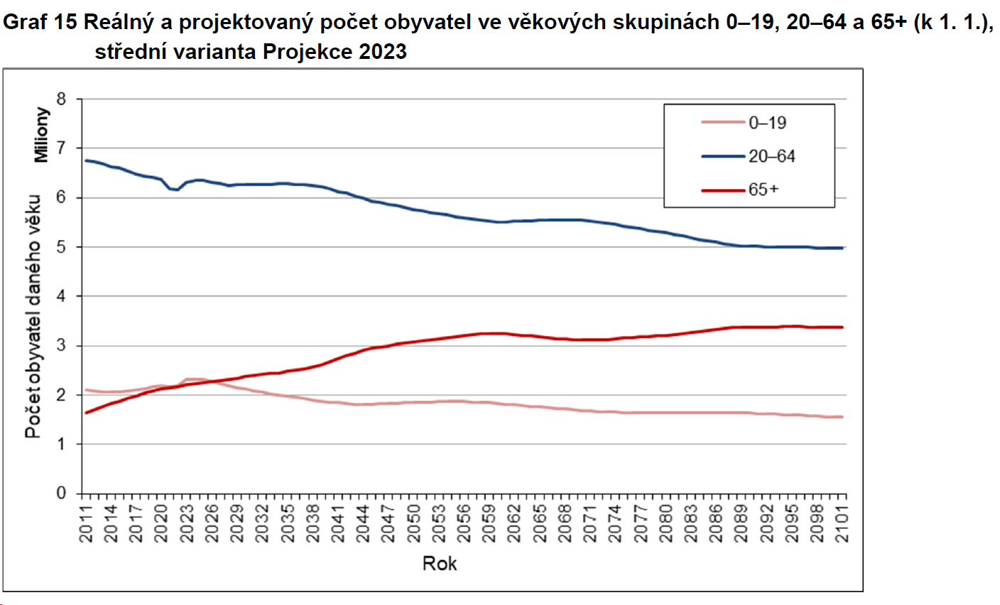 Graf 15 Reálný a projektovaný počet obyvatel ve věkových skupinách 0–19, 20–64 a 65+ (k 1. 1.),
střední varianta Projekce 2023
Miliony
Počet obyvatel daného věku
8
7
6
5
4
3
2
1
0
0–19
20–64
65+
2011 2014 2017 2020 2023 2026 2029 2032 2035 2038 2041 2044 2047 2050 2053 2056 2059 2062 2065 2068 2071 2074 2077 2080 2083 2086 2089 2092 2095 2098 2101
Rok